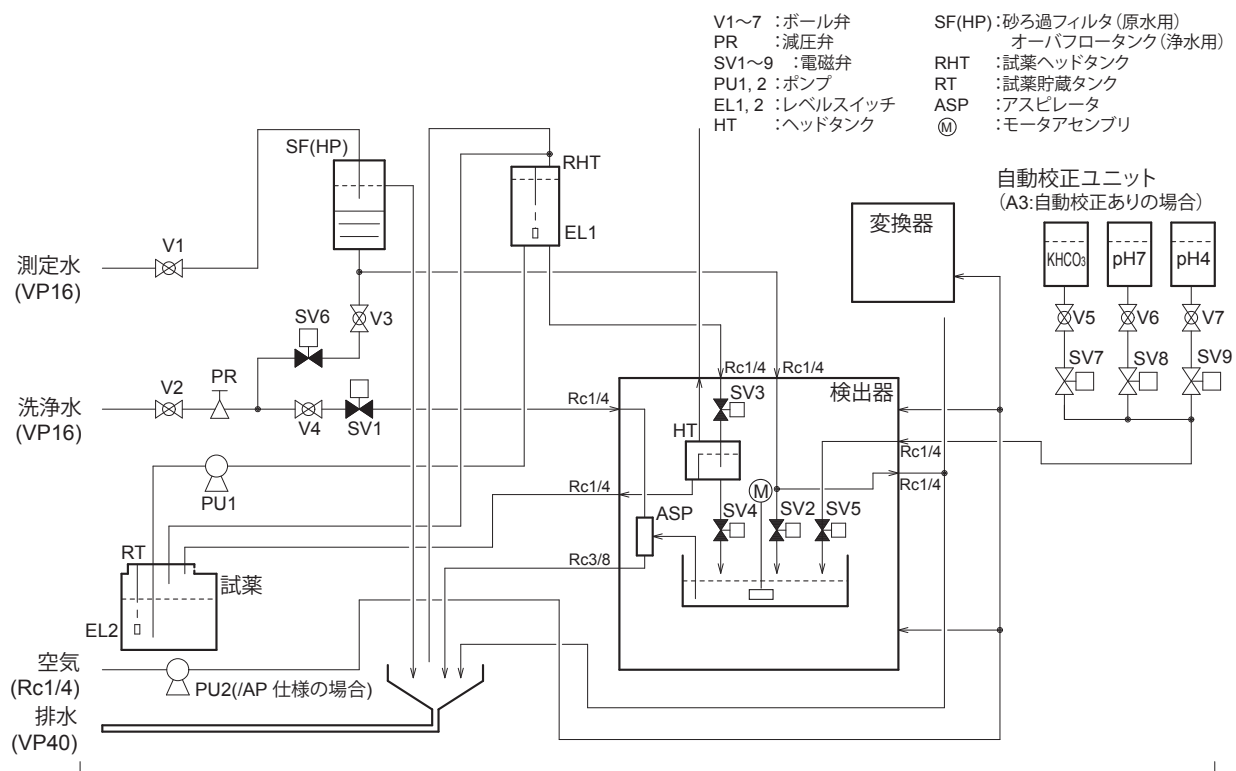 V1～7 ：ボール弁
PR ：減圧弁
SV1～9 ：電磁弁
PU1, 2 ：ポンプ
EL1, 2 ：レベルスイッチ
HT ：ヘッドタンク
SF(HP)：砂ろ過フィルタ（原水用）
オーバフロータンク（浄水用）
RHT ：試薬ヘッドタンク
RT ：試薬貯蔵タンク
ASP ：アスピレータ
Ⓜ ：モータアセンブリ
SF(HP)
RHT
EL1
自動校正ユニット
（A3:自動校正ありの場合）
変換器
KHCO₃
pH7
pH4
V1
測定水
(VP16)
V3
SV6
V5
V6
V7
SV7
SV8
SV9
V2
PR
洗浄水
(VP16)
V4
SV1
Rc1/4
Rc1/4
Rc1/4
検出器
SV3
HT
Rc1/4
Rc1/4
PU1
Rc1/4
M
ASP
SV4
SV2
SV5
RT
試薬
Rc3/8
EL2
空気
(Rc1/4)
PU2(/AP 仕様の場合)
排水
(VP40)